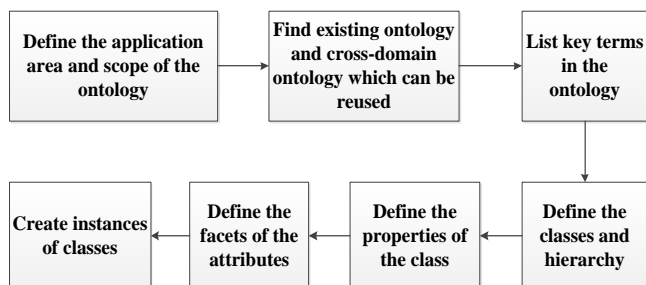 Define the application
area and scope of the
ontology
Find existing ontology
and cross-domain
ontology which can be
reused
List key terms
in the
ontology
Define the
classes and
hierarchy
Define the
properties of
the class
Define the
facets of the
attributes
Create instances
of classes